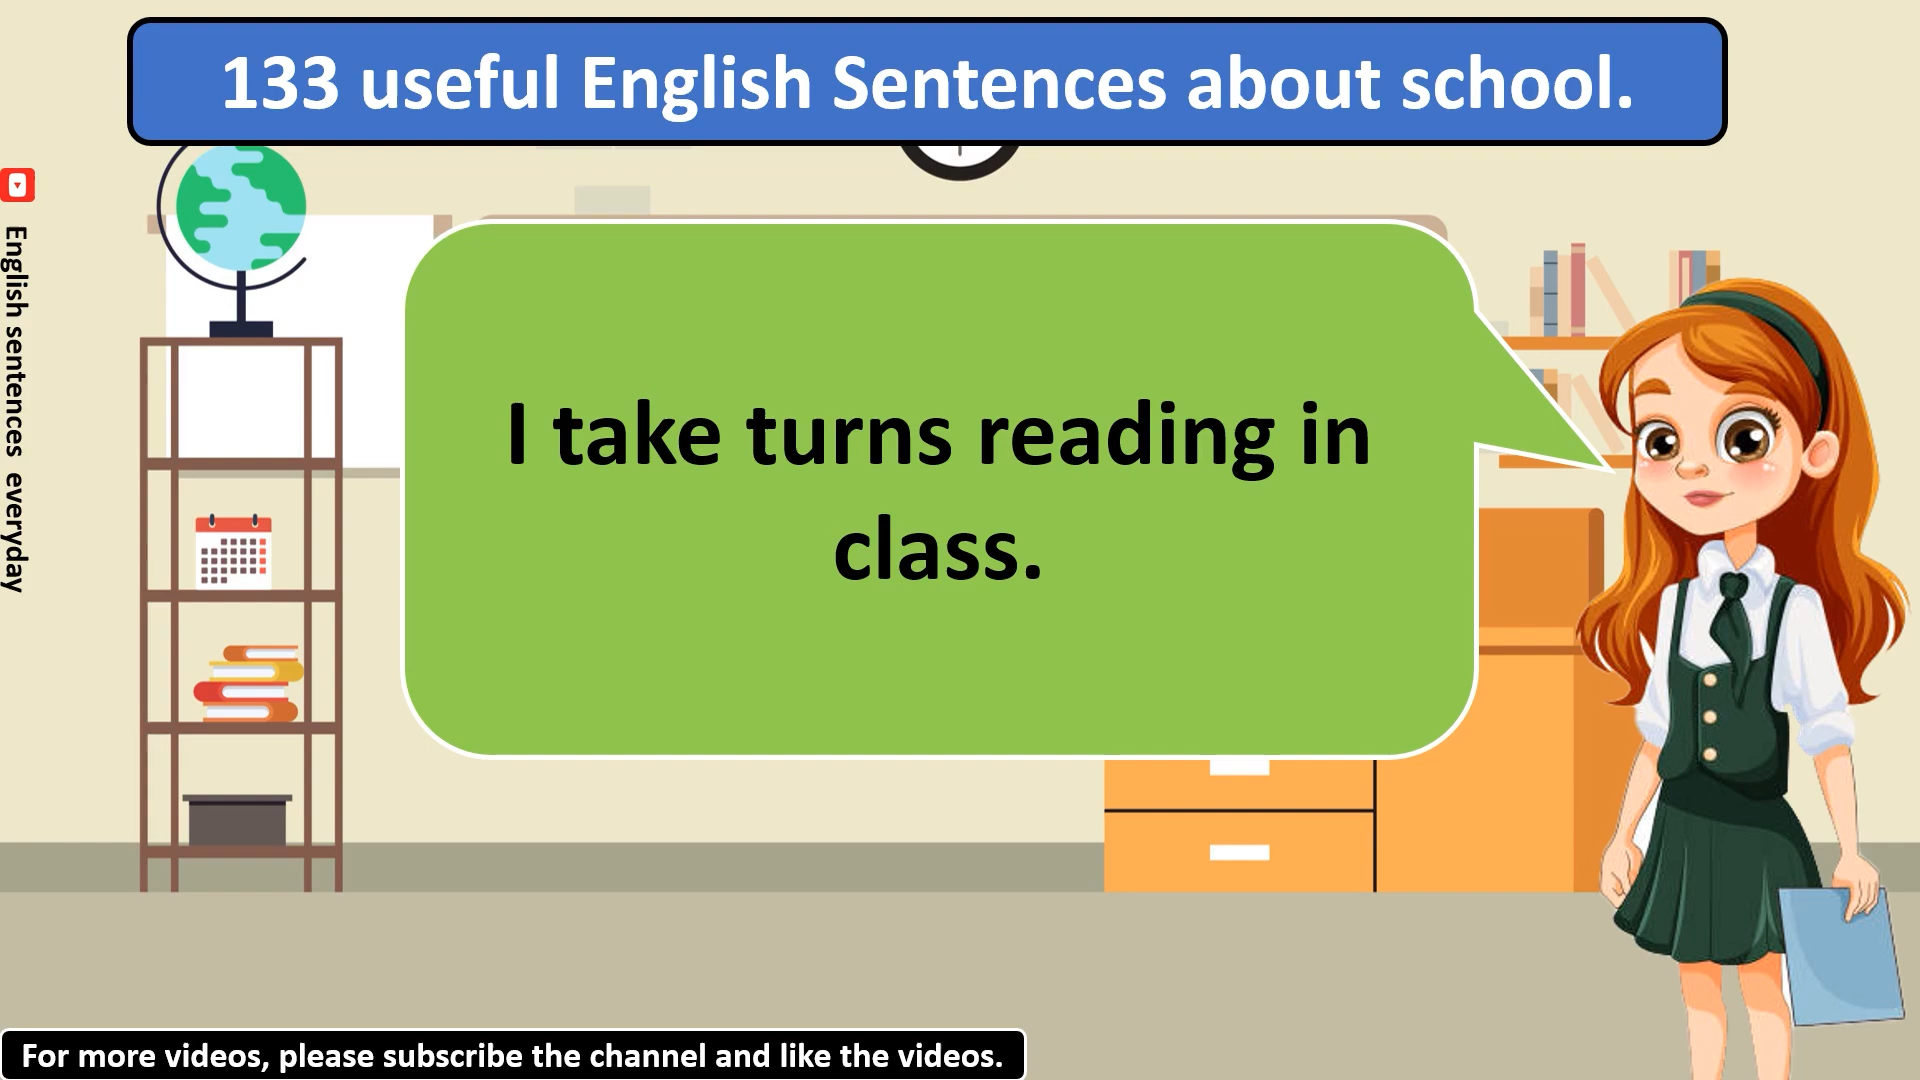 133 useful English Sentences about school.
English sentences everyday
I take turns reading in
class.
For more videos, please subscribe the channel and like the videos.